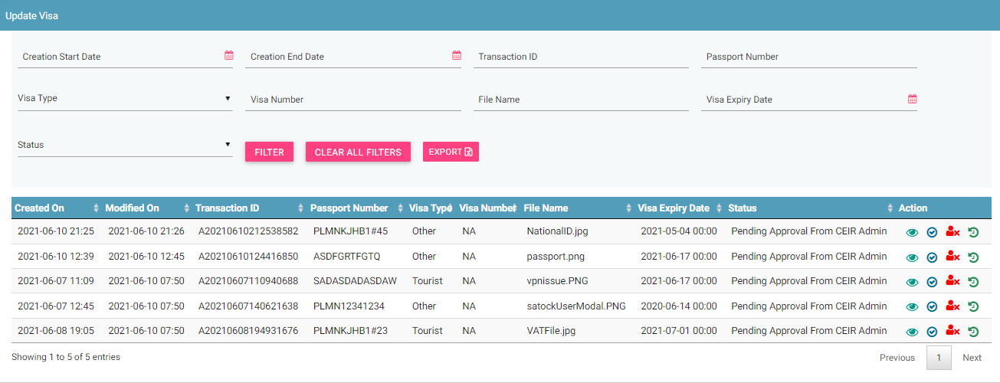 Update Visa
Creation Start Date Creation End Date Transaction ID Passport Number
Visa Type Visa Number File Name Visa Expiry Date
Status FILTER CLEAR ALL FILTERS EXPORT
Created On Modified On Transaction ID Passport Number Visa Type Visa Number File Name Visa Expiry Date Status Action
2021-06-10 21:25 2021-06-10 21:26 A20210610212538582 PLMNKJHB1#45 Other NA NationalID.jpg 2021-05-04 00:00 Pending Approval From CEIR Admin
2021-06-10 12:39 2021-06-10 12:45 A20210610124416850 ASDFGRTFGTQ Other NA passport.png 2021-06-17 00:00 Pending Approval From CEIR Admin
2021-06-07 11:09 2021-06-10 07:50 A20210607110940688 SADASDADASDAW Tourist NA vpnissue.PNG 2021-06-17 00:00 Pending Approval From CEIR Admin
2021-06-07 12:45 2021-06-10 07:50 A20210607140621638 PLMN12341234 Other NA satockUserModal.PNG 2020-06-14 00:00 Pending Approval From CEIR Admin
2021-06-08 19:05 2021-06-10 07:50 A20210608194931676 PLMNKJHB1#23 Tourist NA VATFile.jpg 2021-07-01 00:00 Pending Approval From CEIR Admin
Showing 1 to 5 of 5 entries Previous 1 Next